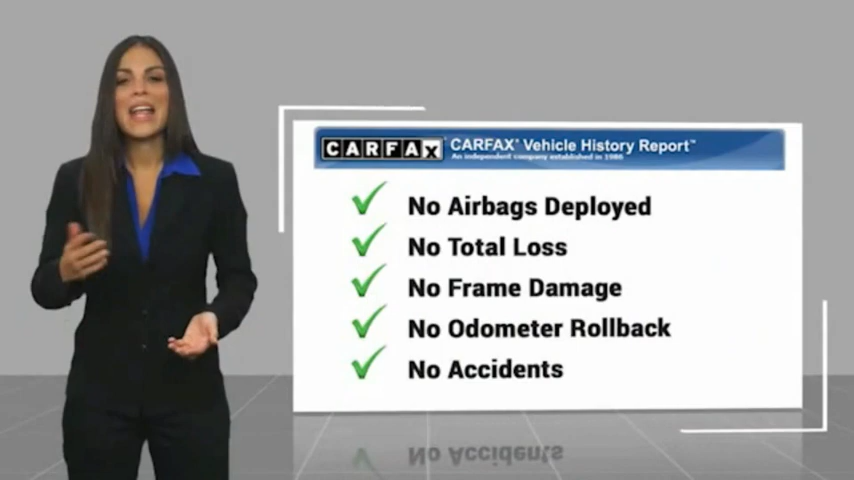 CARFAX CARFAX® Vehicle History Report™
An independent company established in 1986
No Airbags Deployed
No Total Loss
No Frame Damage
No Odometer Rollback
No Accidents
No Accidents